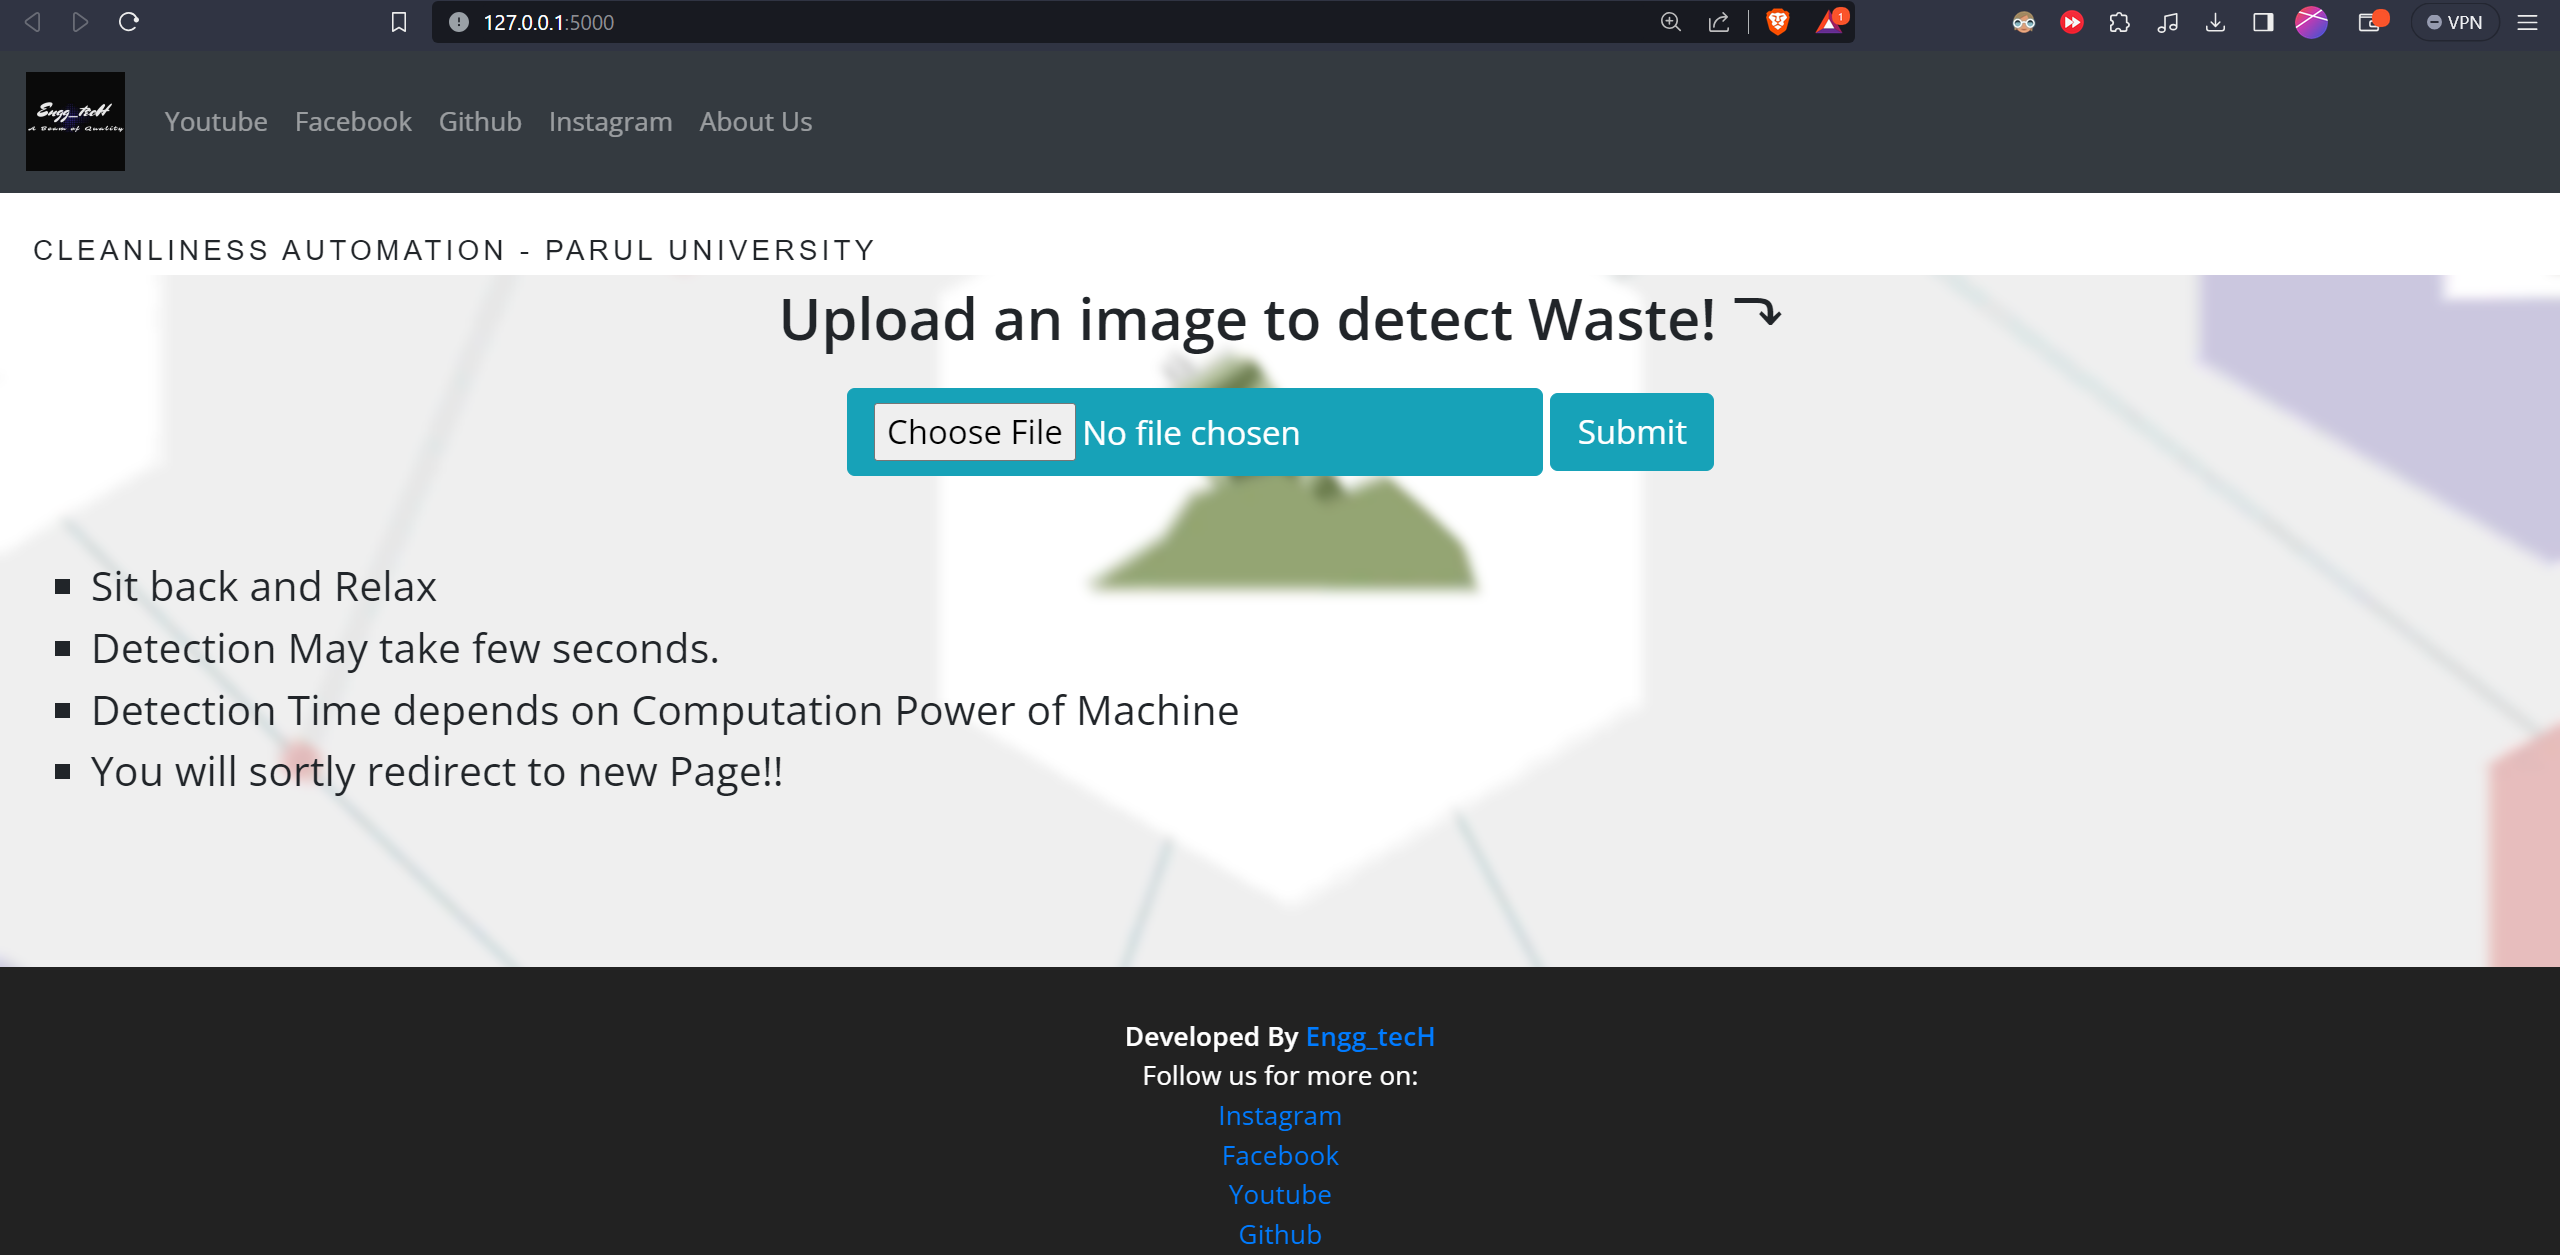 127.0.0.1:5000
1
VPN
Engg_tecH
A Beam of Quality
Youtube Facebook Github Instagram About Us
CLEANLINESS AUTOMATION - PARUL UNIVERSITY
Upload an image to detect Waste! ⤵
Choose File No file chosen Submit
▪ Sit back and Relax
▪ Detection May take few seconds.
▪ Detection Time depends on Computation Power of Machine
▪ You will sortly redirect to new Page!!
Developed By Engg_tecH
Follow us for more on:
Instagram
Facebook
Youtube
Github